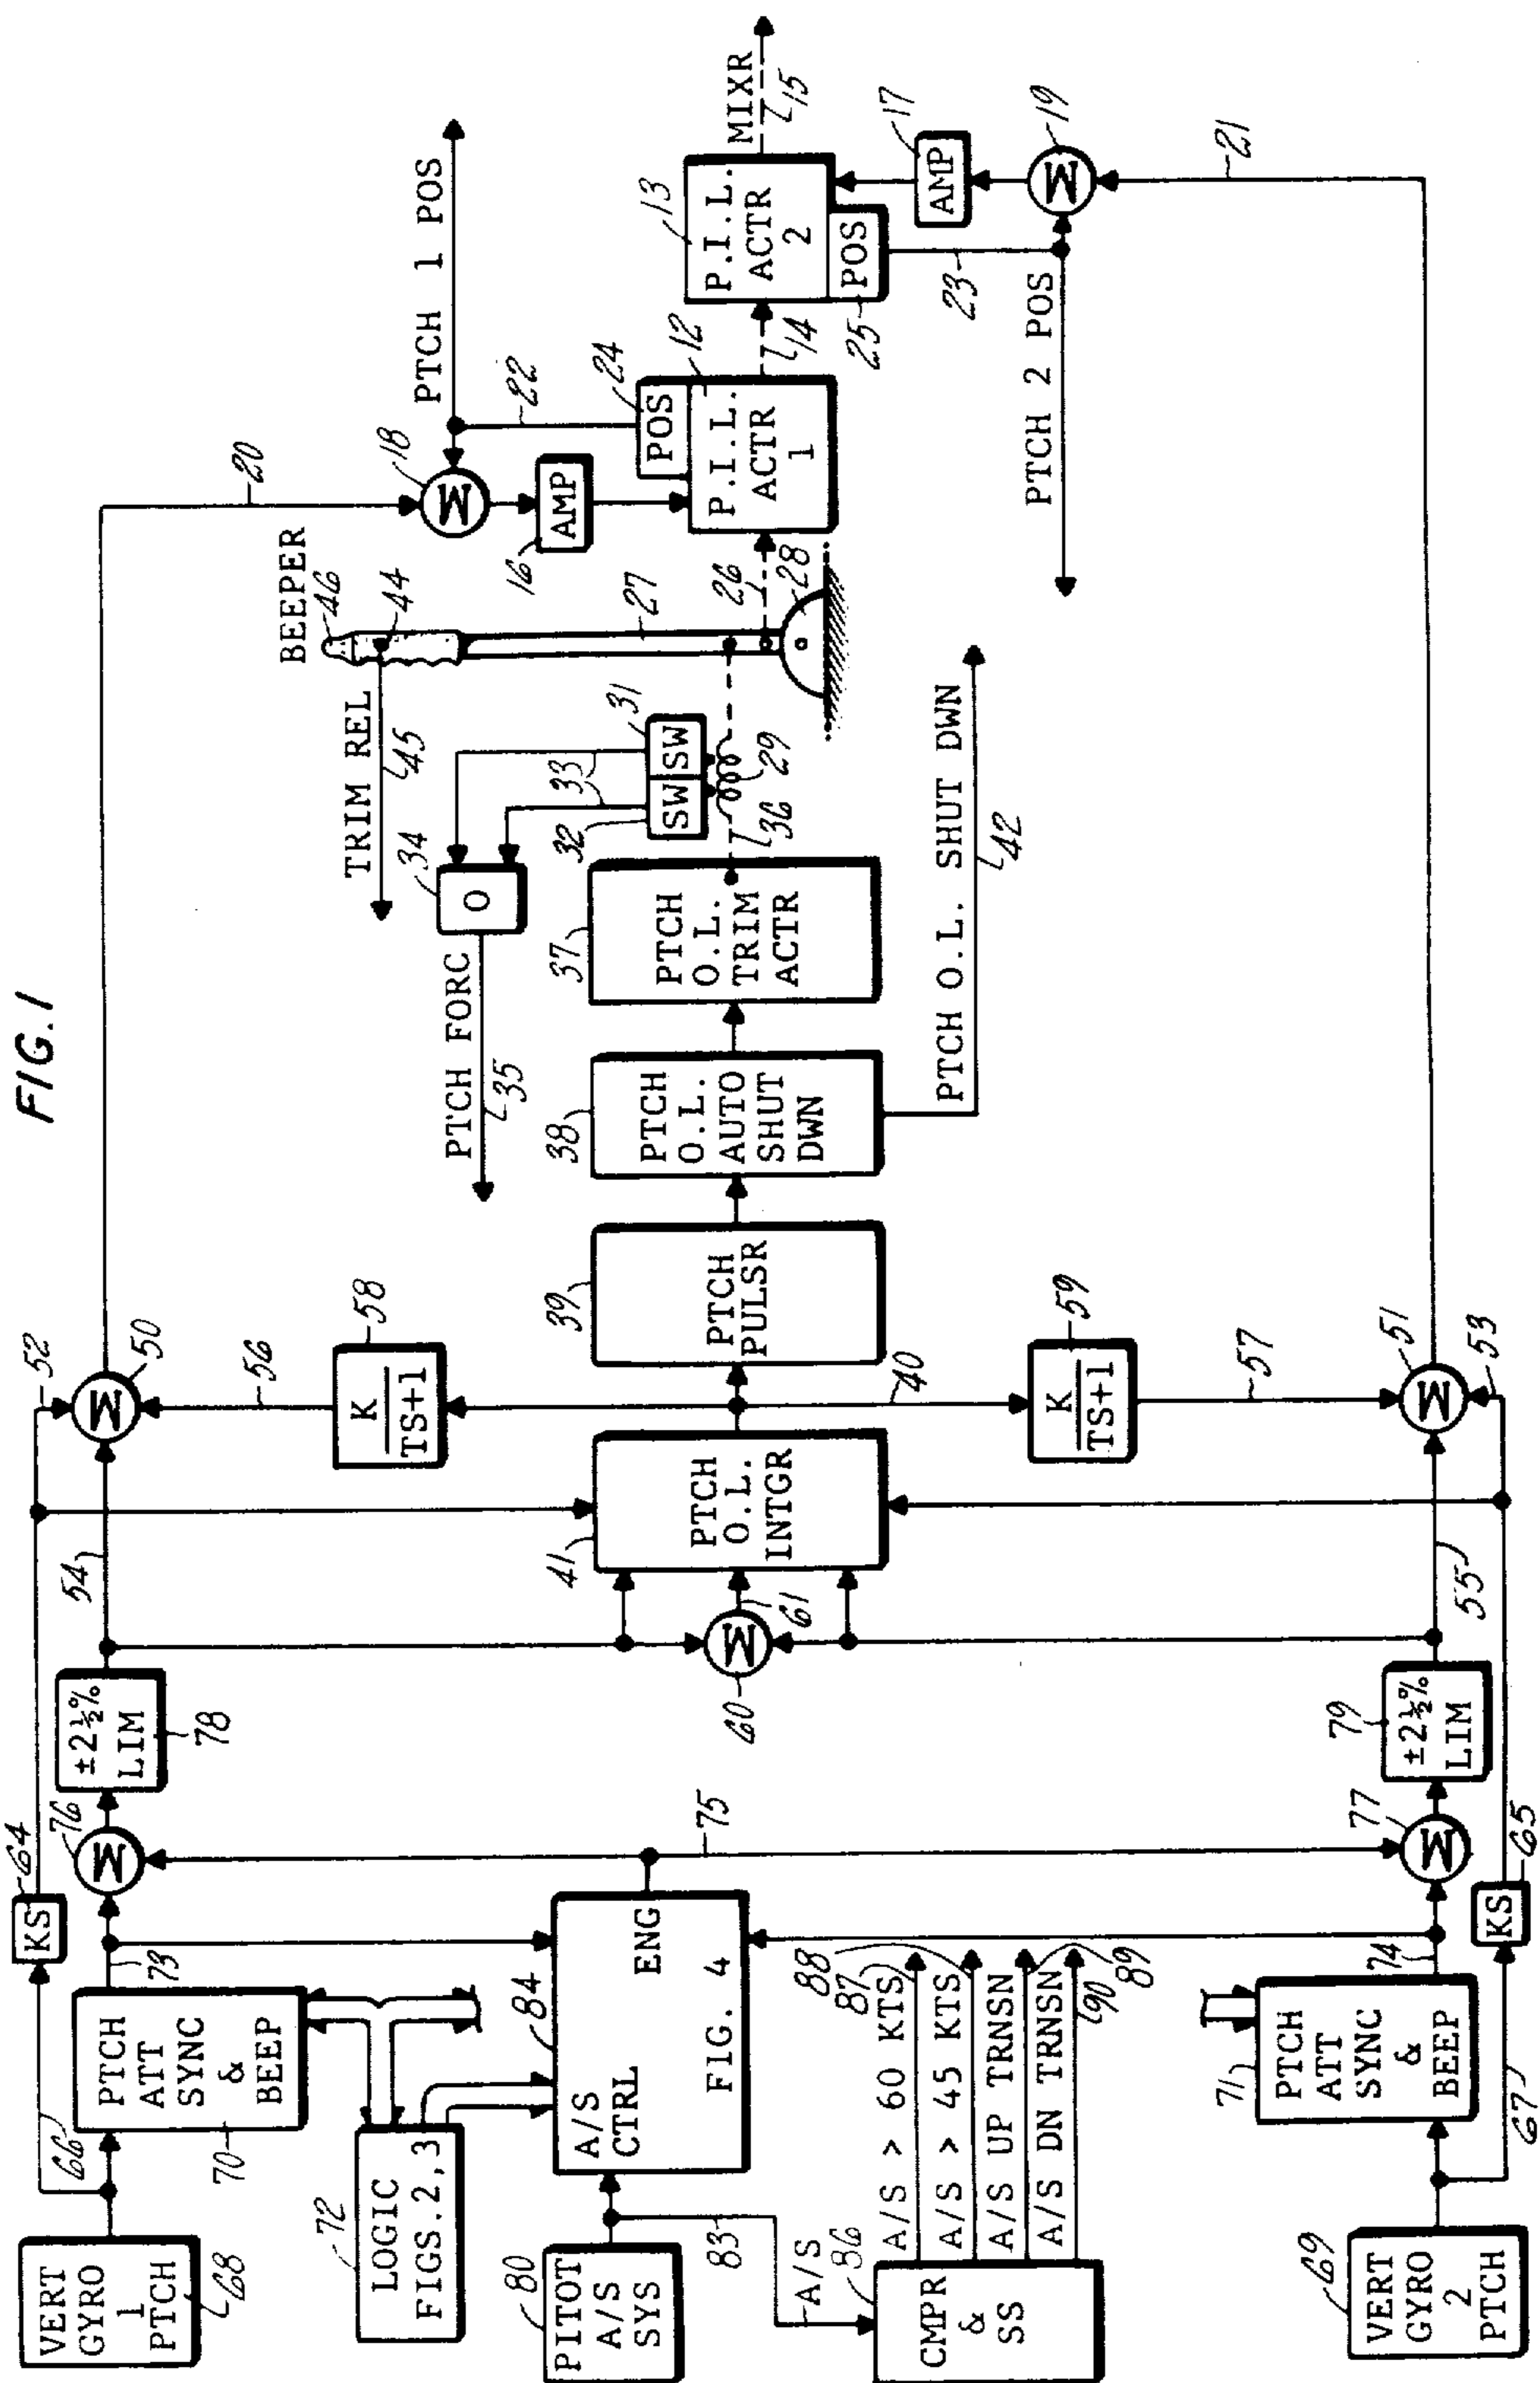 FIG. 1
VERT
GYRO
1
PTCH
68
66
KS
64
PTCH
ATT
SYNC
&
BEEP
70
73
M
76
±2½%
LIM
78
54
52
M
50
56
K
TS+1
58
20
LOGIC
FIGS. 2, 3
72
PITOT
A/S
SYS
80
83
A/S
CTRL
ENG
FIG. 4
84
75
A/S
CMPR
&
SS
86
A/S > 60 KTS
87
A/S > 45 KTS
88
A/S UP TRNSN
89
A/S DN TRNSN
90
M
60
61
PTCH
O.L.
INTGR
41
40
PTCH
PULSR
39
PTCH
O.L.
AUTO
SHUT
DWN
38
PTCH O.L. SHUT DWN
42
PTCH
O.L.
TRIM
ACTR
37
36
29
SW
32
SW
31
33
O
34
PTCH FORC
35
TRIM REL
45
BEEPER
46
44
27
28
26
M
18
AMP
16
POS
24
22
PTCH 1 POS
P.I.L.
ACTR
1
12
14
P.I.L.
ACTR
2
13
POS
25
MIXR
15
AMP
17
M
19
21
23
PTCH 2 POS
VERT
GYRO
2
PTCH
69
67
KS
65
PTCH
ATT
SYNC
&
BEEP
71
74
M
77
±2½%
LIM
79
55
M
51
53
57
K
TS+1
59